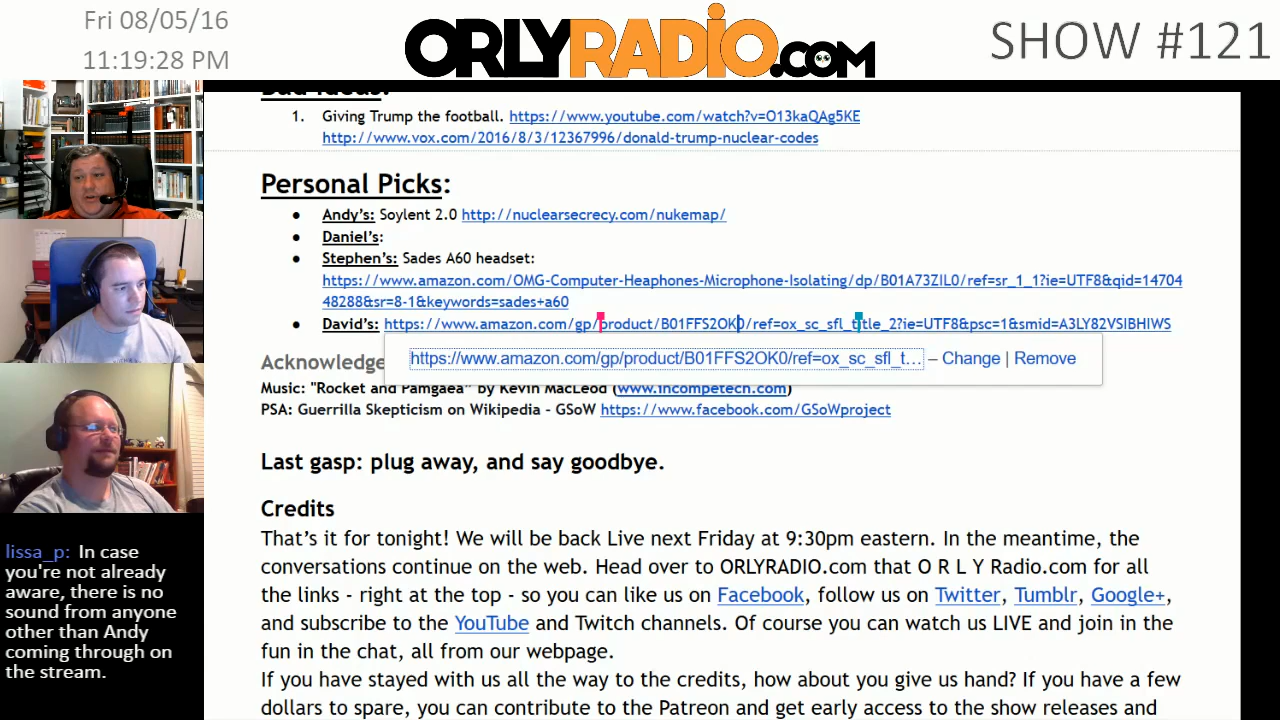 Fri 08/05/16
11:19:28 PM
ORLYRADIO.COM
SHOW #121
Bad Ideas:
1. Giving Trump the football. https://www.youtube.com/watch?v=O13kaQAg5KE
http://www.vox.com/2016/8/3/12367996/donald-trump-nuclear-codes
Personal Picks:
● Andy's: Soylent 2.0 http://nuclearsecrecy.com/nukemap/
● Daniel's:
● Stephen's: Sades A60 headset:
https://www.amazon.com/OMG-Computer-Heaphones-Microphone-Isolating/dp/B01A73ZIL0/ref=sr_1_1?ie=UTF8&qid=14704
48288&sr=8-1&keywords=sades+a60
● David's: https://www.amazon.com/gp/product/B01FFS2OK0/ref=ox_sc_sfl_title_2?ie=UTF8&psc=1&smid=A3LY82VSIBHIWS
https://www.amazon.com/gp/product/B01FFS2OK0/ref=ox_sc_sfl_t… – Change | Remove
Acknowledge
Music: "Rocket and Pamgaea" by Kevin MacLeod (www.incompetech.com)
PSA: Guerrilla Skepticism on Wikipedia - GSoW https://www.facebook.com/GSoWproject
Last gasp: plug away, and say goodbye.
Credits
That's it for tonight! We will be back Live next Friday at 9:30pm eastern. In the meantime, the
conversations continue on the web. Head over to ORLYRADIO.com that O R L Y Radio.com for all
the links - right at the top - so you can like us on Facebook, follow us on Twitter, Tumblr, Google+,
and subscribe to the YouTube and Twitch channels. Of course you can watch us LIVE and join in the
fun in the chat, all from our webpage.
If you have stayed with us all the way to the credits, how about you give us hand? If you have a few
dollars to spare, you can contribute to the Patreon and get early access to the show releases and
lissa_p: In case
you're not already
aware, there is no
sound from anyone
other than Andy
coming through on
the stream.